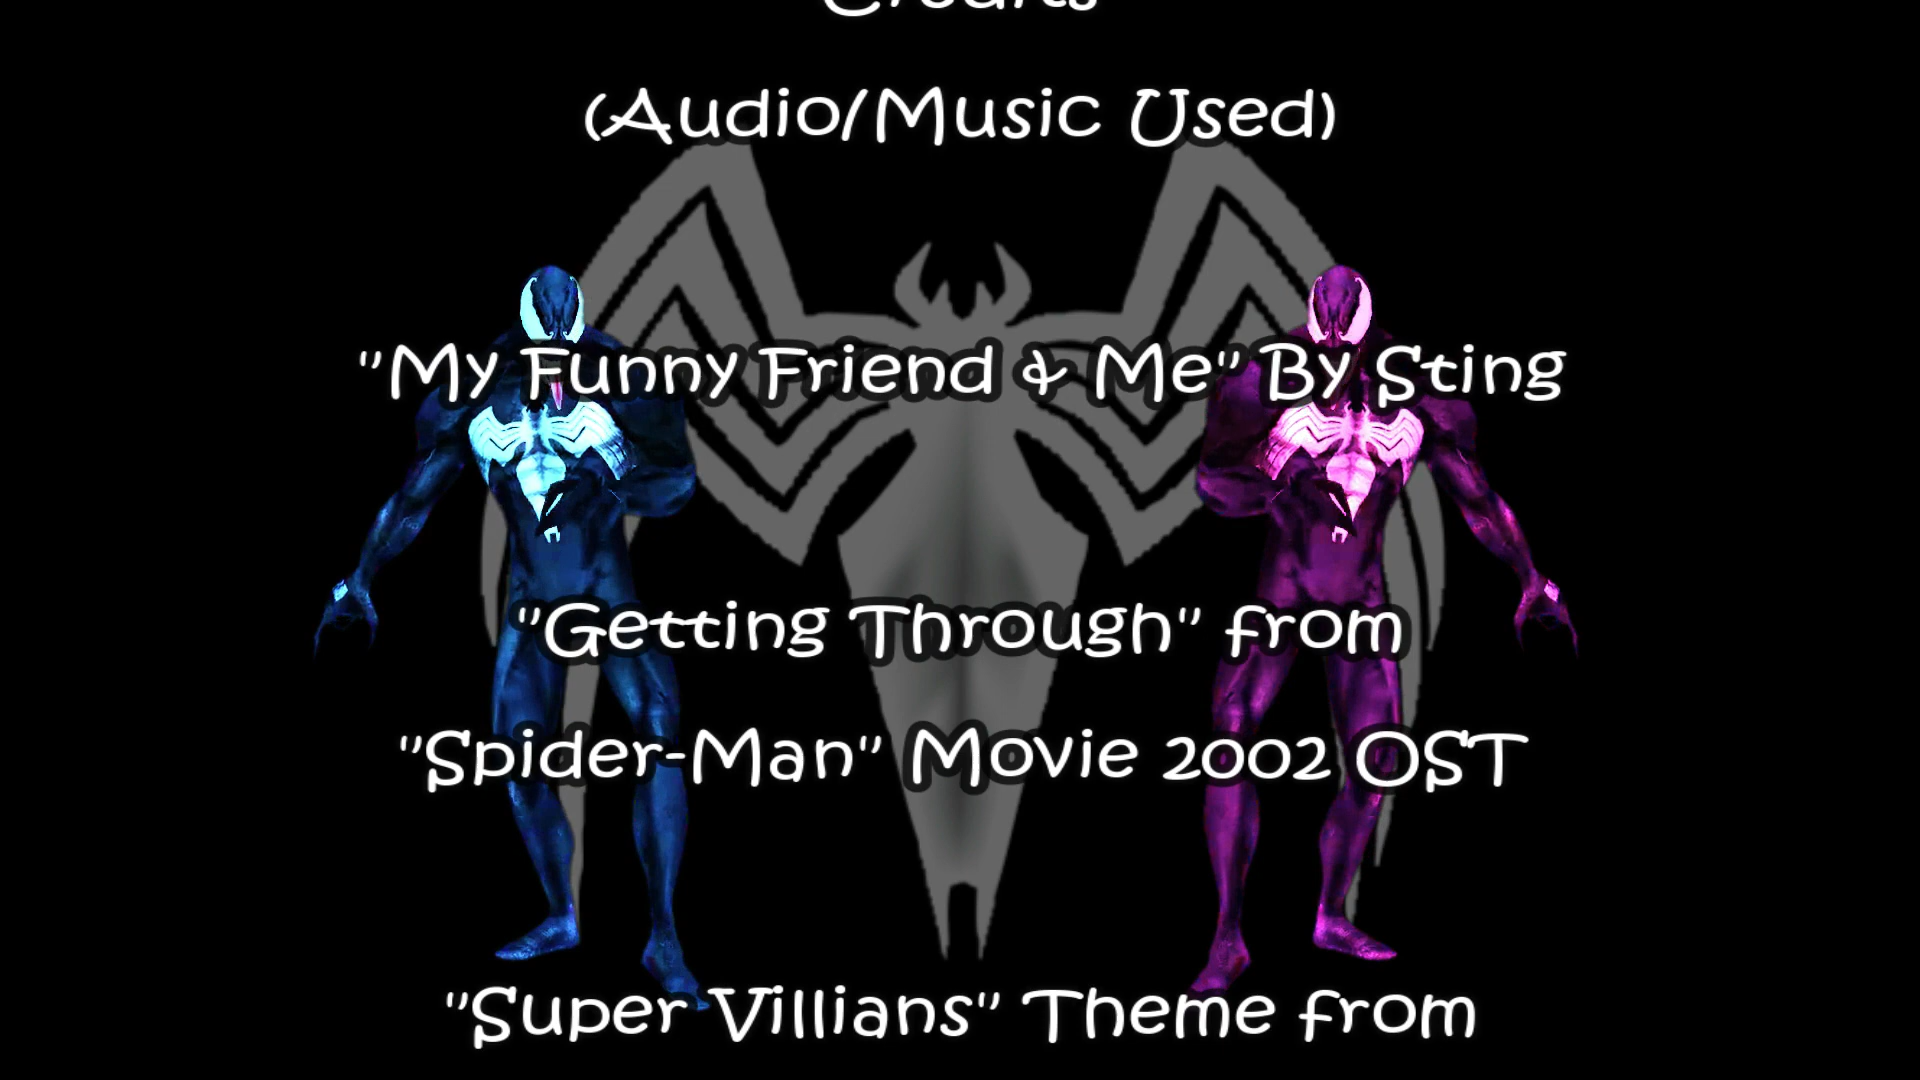 Credits
(Audio/Music Used)
"My Funny Friend & Me" By Sting
"Getting Through" from
"Spider-Man" Movie 2002 OST
"Super Villians" Theme from